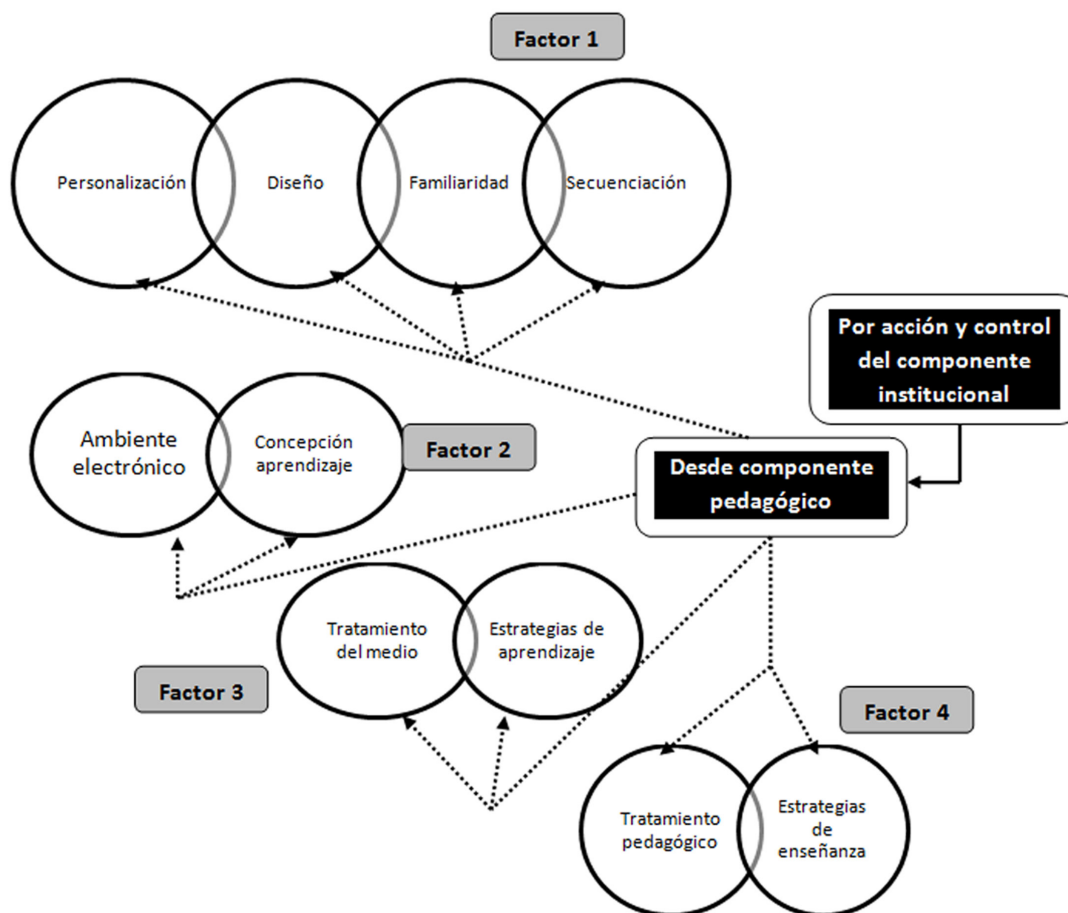 Factor 1
Personalización
Diseño
Familiaridad
Secuenciación
Por acción y control
del componente
institucional
Ambiente
electrónico
Concepción
aprendizaje
Factor 2
Desde componente
pedagógico
Tratamiento
del medio
Estrategias de
aprendizaje
Factor 3
Factor 4
Tratamiento
pedagógico
Estrategias
de
enseñanza